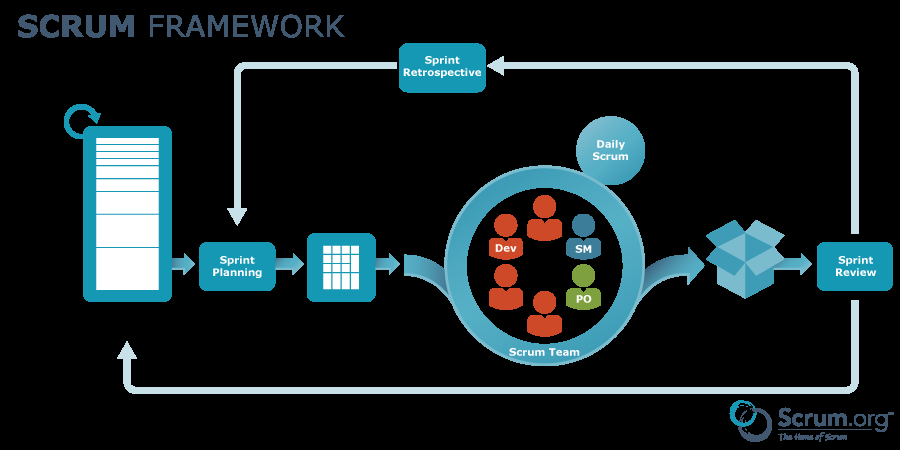 SCRUM FRAMEWORK
Sprint
Retrospective
Daily
Scrum
Dev
SM
Sprint
Planning
Sprint
Review
PO
Scrum Team
Scrum.org™
The Home of Scrum